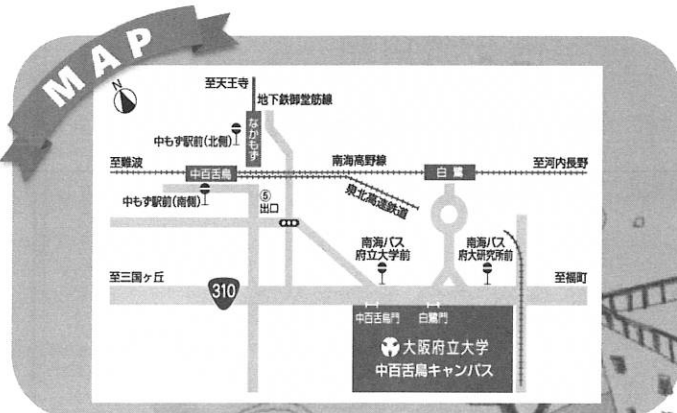 MAP
N
至天王寺
地下鉄御堂筋線
なかもず
中もず駅前(北側)
至難波
中百舌鳥
南海高野線
白鷺
至河内長野
泉北高速鉄道
中もず駅前(南側)
⑤
出口
南海バス
府立大学前
南海バス
府大研究所前
至三国ヶ丘
310
至福町
中百舌鳥門
白鷺門
大阪府立大学
中百舌鳥キャンパス